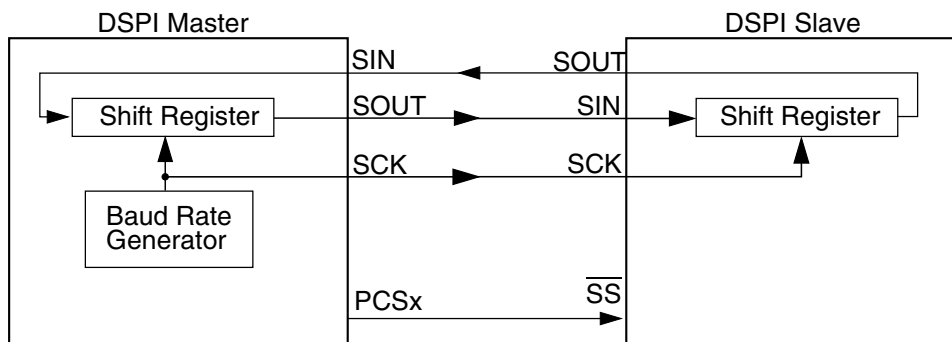 DSPI Master
DSPI Slave
SIN
SOUT
Shift Register
SOUT
SIN
Shift Register
SCK
SCK
Baud Rate
Generator
PCSx
SS